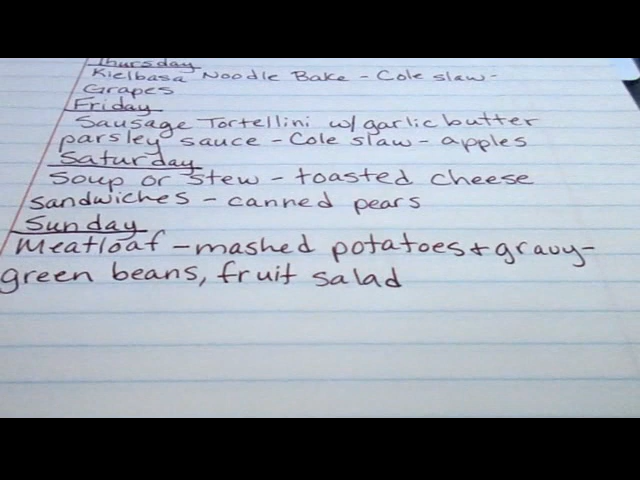 Thursday
Kielbasa Noodle Bake - Cole slaw -
Grapes
Friday
Sausage Tortellini w/ garlic butter
parsley sauce - Cole slaw - apples
Saturday
Soup or stew - toasted cheese
sandwiches - canned pears
Sunday
Meatloaf - mashed potatoes + gravy -
green beans, fruit salad